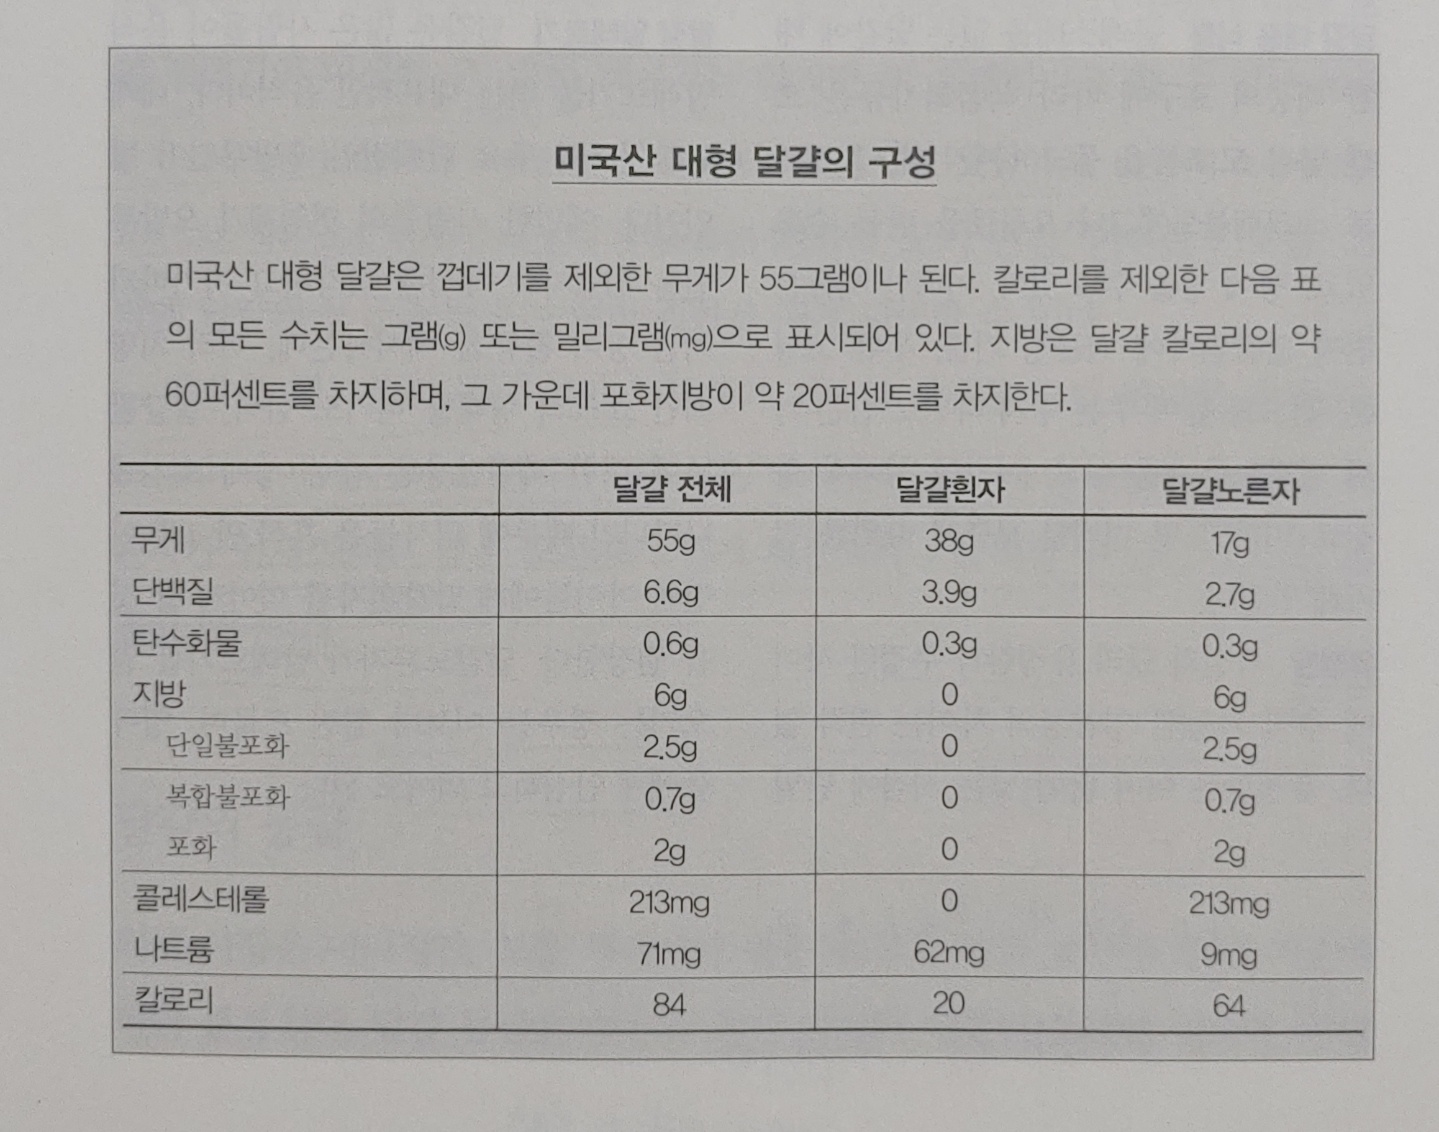 미국산 대형 달걀의 구성
미국산 대형 달걀은 껍데기를 제외한 무게가 55그램이나 된다. 칼로리를 제외한 다음 표
의 모든 수치는 그램(g) 또는 밀리그램(mg)으로 표시되어 있다. 지방은 달걀 칼로리의 약
60퍼센트를 차지하며, 그 가운데 포화지방이 약 20퍼센트를 차지한다.
달걀 전체 달걀흰자 달걀노른자
무게 55g 38g 17g
단백질 6.6g 3.9g 2.7g
탄수화물 0.6g 0.3g 0.3g
지방 6g 0 6g
단일불포화 2.5g 0 2.5g
복합불포화 0.7g 0 0.7g
포화 2g 0 2g
콜레스테롤 213mg 0 213mg
나트륨 71mg 62mg 9mg
칼로리 84 20 64